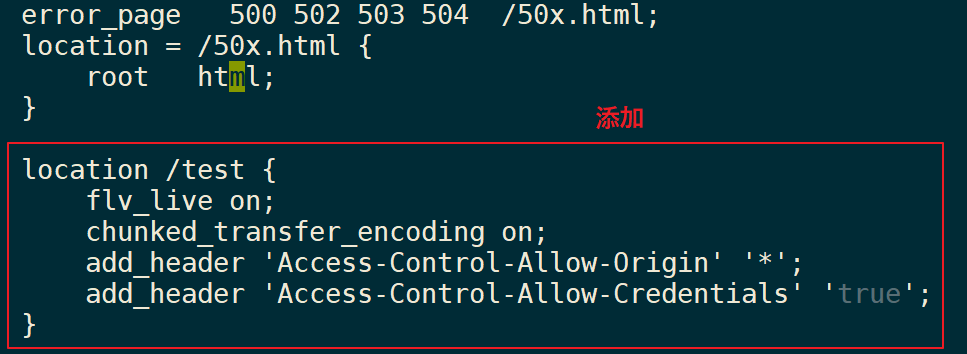 error_page   500 502 503 504  /50x.html;
location = /50x.html {
    root   html;
}
添加
location /test {
    flv_live on;
    chunked_transfer_encoding on;
    add_header 'Access-Control-Allow-Origin' '*';
    add_header 'Access-Control-Allow-Credentials' 'true';
}